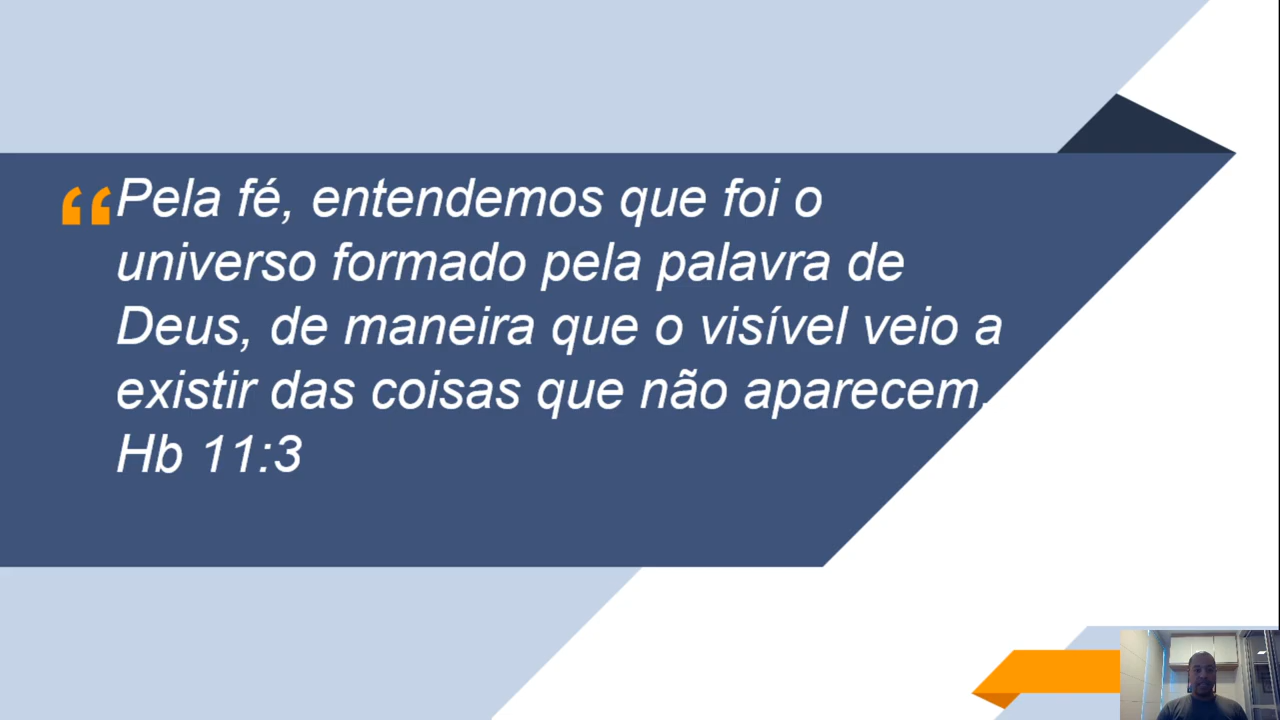 “Pela fé, entendemos que foi o
universo formado pela palavra de
Deus, de maneira que o visível veio a
existir das coisas que não aparecem.
Hb 11:3